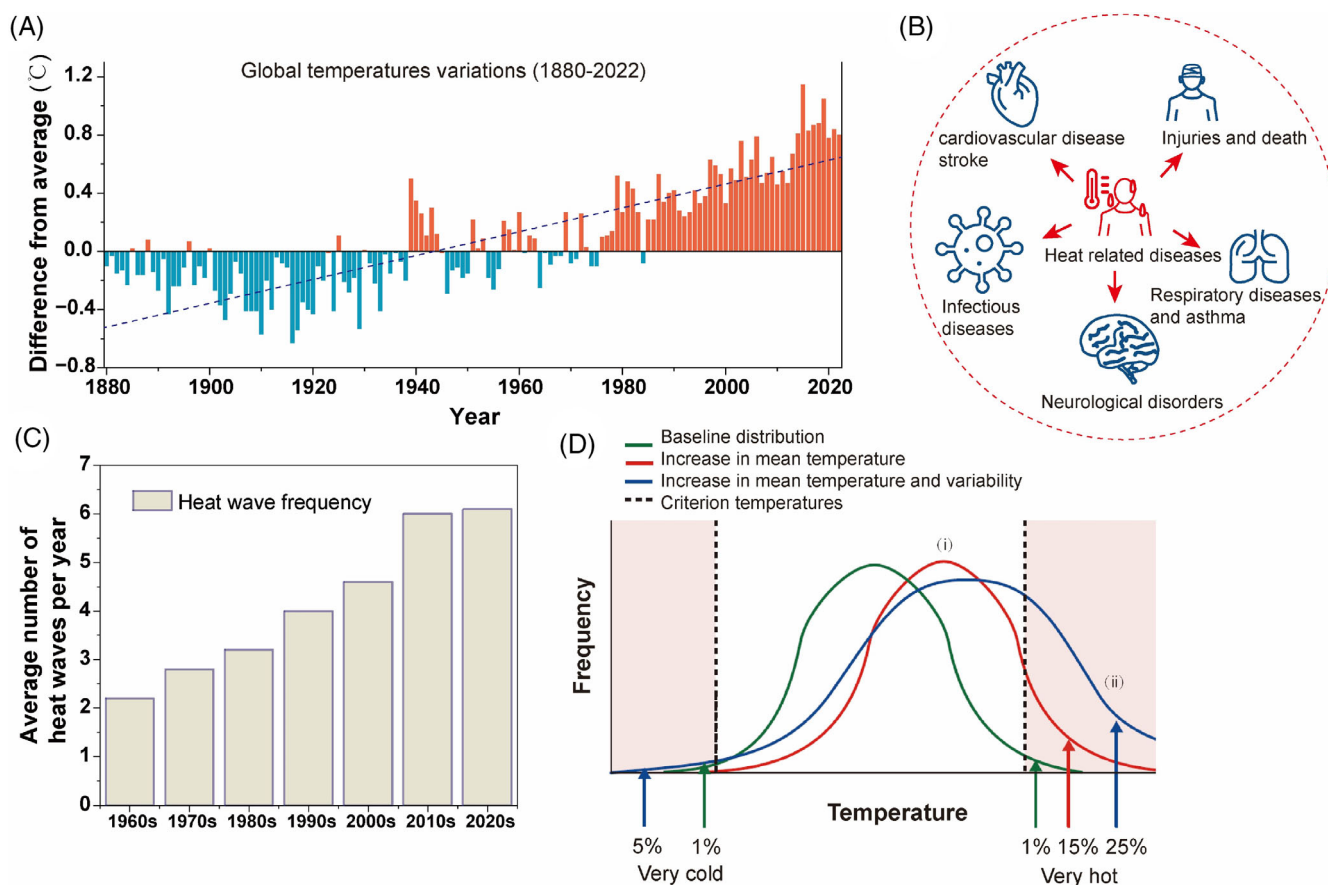 (A)
Global temperatures variations (1880-2022)
Difference from average (℃)
1.2
0.8
0.4
0.0
−0.4
−0.8
1880 1900 1920 1940 1960 1980 2000 2020
Year
(B)
cardiovascular disease
stroke
Injuries and death
Heat related diseases
Infectious
diseases
Respiratory diseases
and asthma
Neurological disorders
(C)
Heat wave frequency
Average number of
heat waves per year
7
6
5
4
3
2
1
0
1960s 1970s 1980s 1990s 2000s 2010s 2020s
(D)
Baseline distribution
Increase in mean temperature
Increase in mean temperature and variability
Criterion temperatures
(i)
(ii)
Frequency
Temperature
5% 1% 1% 15% 25%
Very cold Very hot